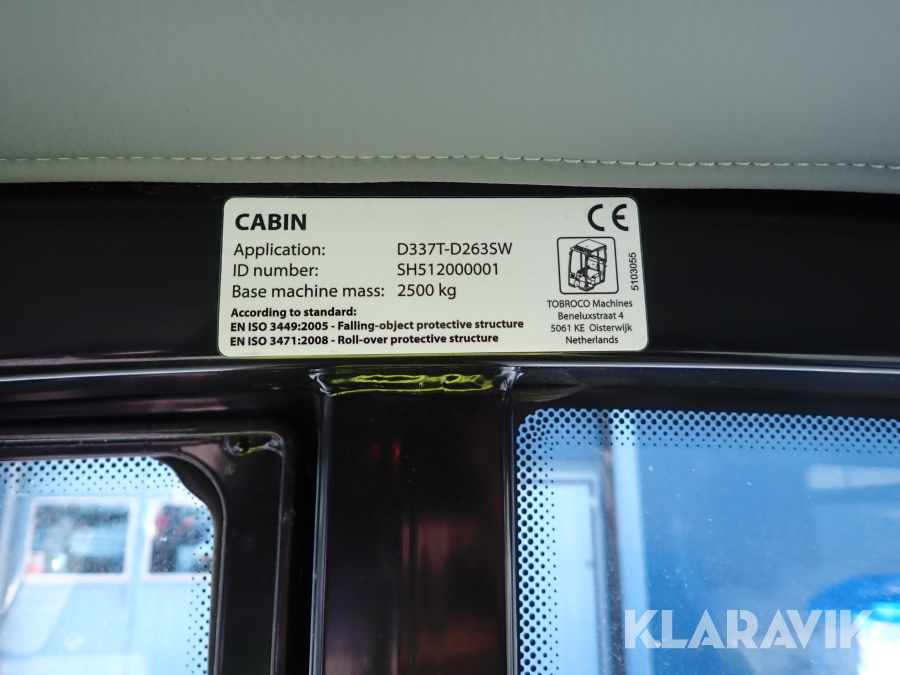 CABIN
CE
Application: D337T-D263SW
ID number: SH512000001
Base machine mass: 2500 kg
According to standard:
EN ISO 3449:2005 - Falling-object protective structure
EN ISO 3471:2008 - Roll-over protective structure
5103055
TOBROCO Machines
Beneluxstraat 4
5061 KE Oisterwijk
Netherlands
KLARAVIK